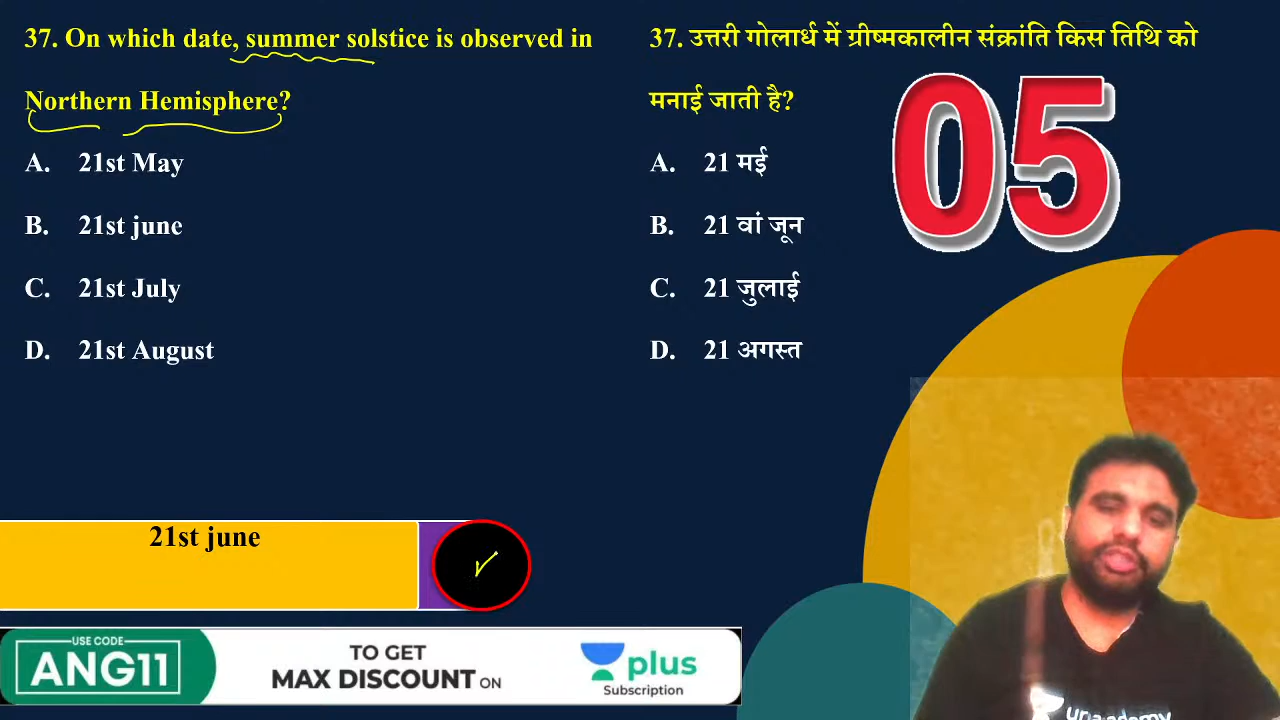 37. On which date, summer solstice is observed in
Northern Hemisphere?
A. 21st May
B. 21st june
C. 21st July
D. 21st August
37. उत्तरी गोलार्ध में ग्रीष्मकालीन संक्रांति किस तिथि को
मनाई जाती है?
A. 21 मई
B. 21 वां जून
C. 21 जुलाई
D. 21 अगस्त
05
21st june
USE CODE
ANG11
TO GET
MAX DISCOUNT ON
plus
Subscription
unacademy